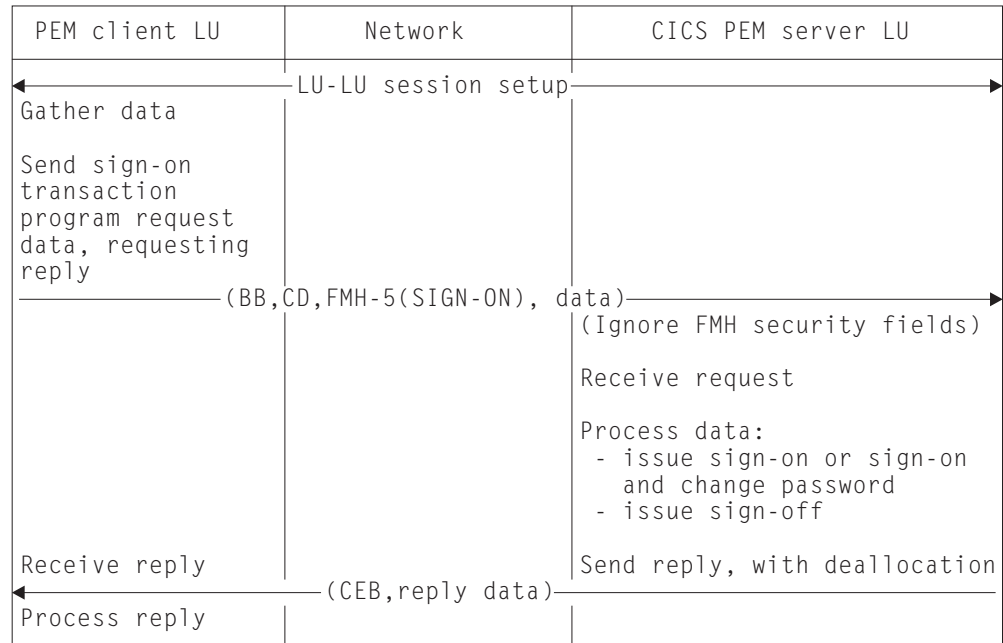 PEM client LU Network CICS PEM server LU
LU-LU session setup
Gather data
Send sign-on
transaction
program request
data, requesting
reply
(BB,CD,FMH-5(SIGN-ON), data)
(Ignore FMH security fields)
Receive request
Process data:
- issue sign-on or sign-on
and change password
- issue sign-off
Receive reply Send reply, with deallocation
(CEB,reply data)
Process reply